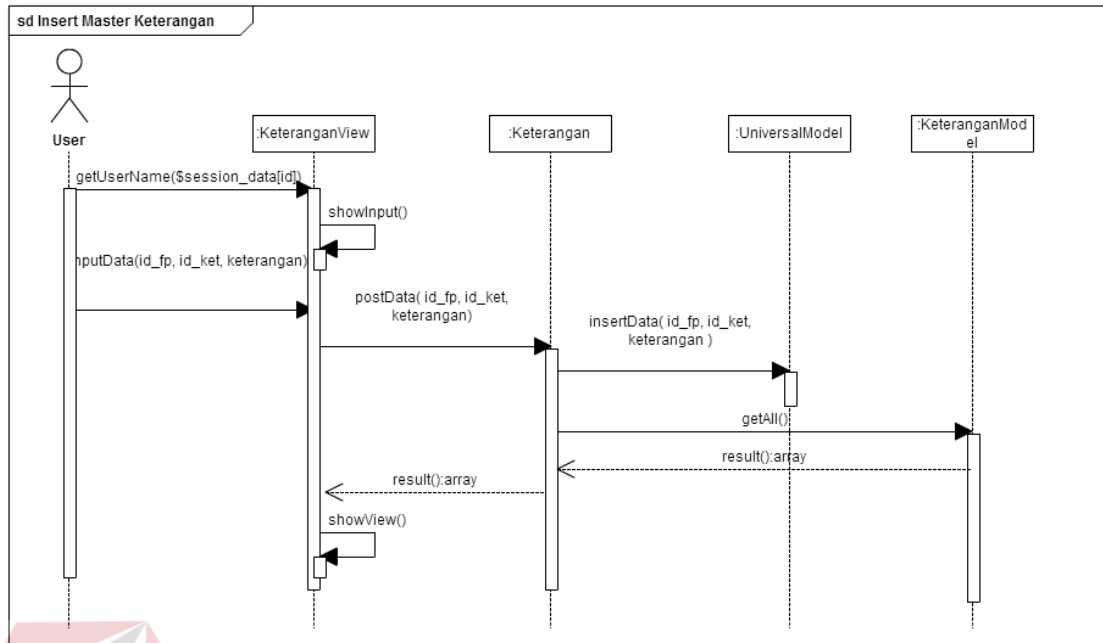 sd Insert Master Keterangan
User
:KeteranganView
:Keterangan
:UniversalModel
:KeteranganMod
el
getUserName($session_data[id])
showInput()
nputData(id_fp, id_ket, keterangan)
postData( id_fp, id_ket,
keterangan)
insertData( id_fp, id_ket,
keterangan )
getAll()
result():array
result():array
showView()